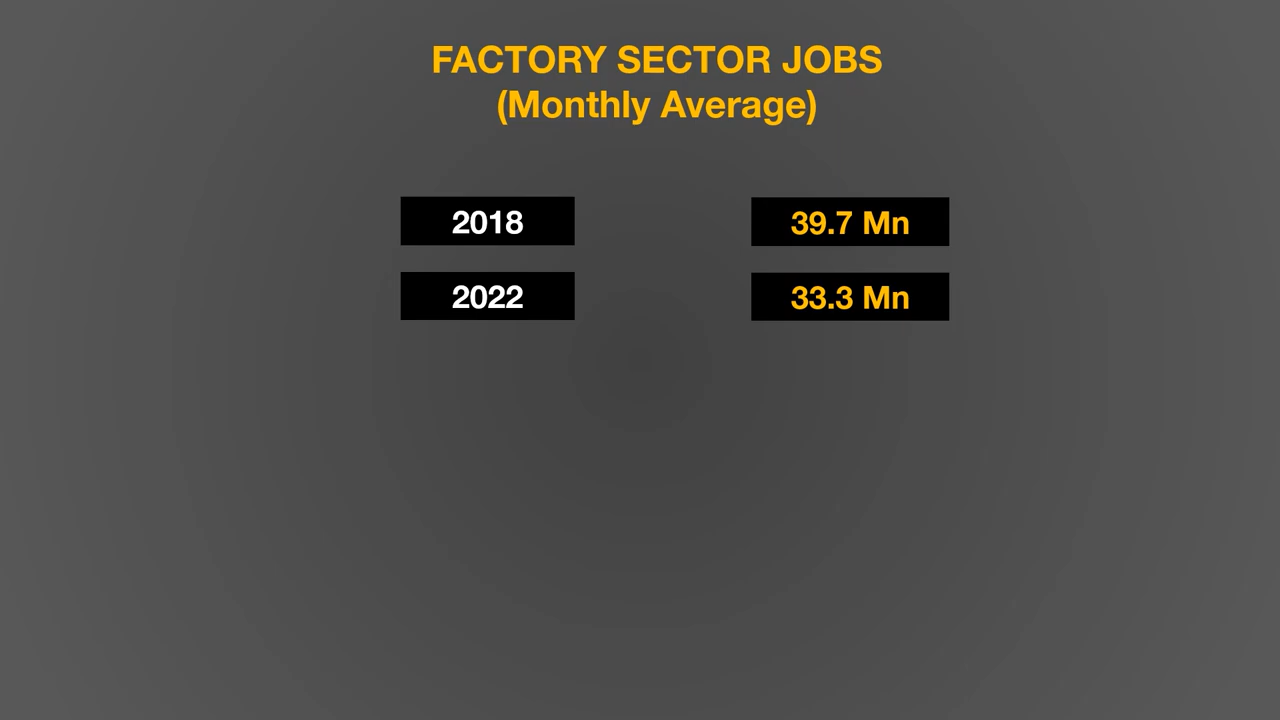 FACTORY SECTOR JOBS
(Monthly Average)
2018 39.7 Mn
2022 33.3 Mn